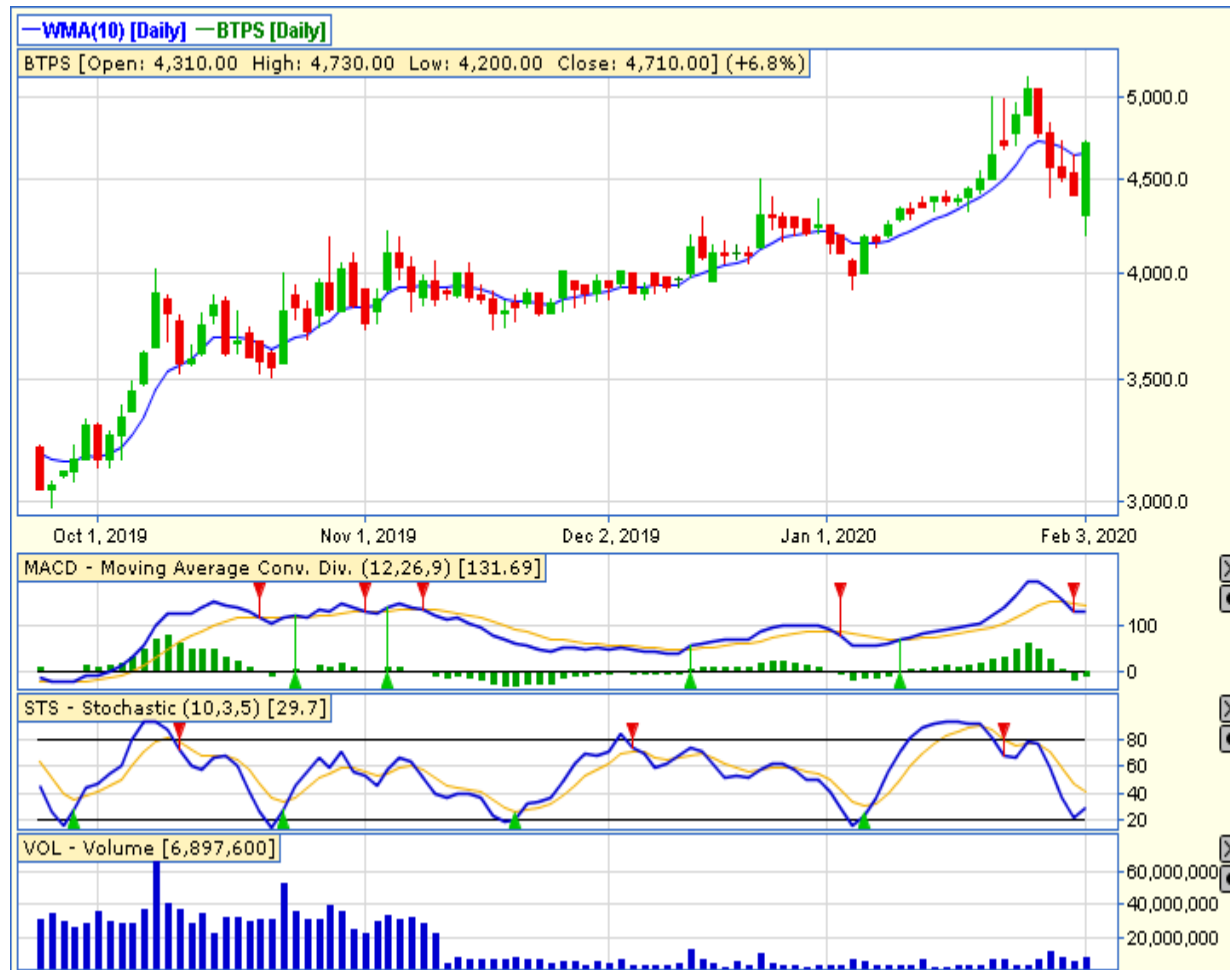 WMA(10) [Daily] BTPS [Daily]
BTPS [Open: 4,310.00 High: 4,730.00 Low: 4,200.00 Close: 4,710.00] (+6.8%)
5,000.0
4,500.0
4,000.0
3,500.0
3,000.0
Oct 1, 2019 Nov 1, 2019 Dec 2, 2019 Jan 1, 2020 Feb 3, 2020
MACD - Moving Average Conv. Div. (12,26,9) [131.69]
100
0
STS - Stochastic (10,3,5) [29.7]
80
60
40
20
VOL - Volume [6,897,600]
60,000,000
40,000,000
20,000,000